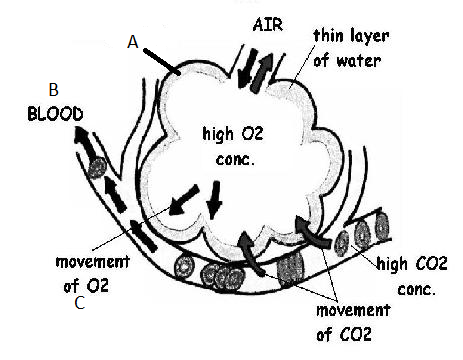 A
AIR
thin layer
of water
B
BLOOD
high O2
conc.
movement
of O2
C
high CO2
conc.
movement
of CO2